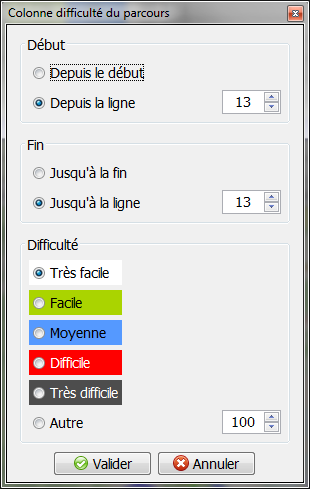 Colonne difficulté du parcours
Début
Depuis le début
Depuis la ligne 13
Fin
Jusqu'à la fin
Jusqu'à la ligne 13
Difficulté
Très facile
Facile
Moyenne
Difficile
Très difficile
Autre 100
Valider Annuler